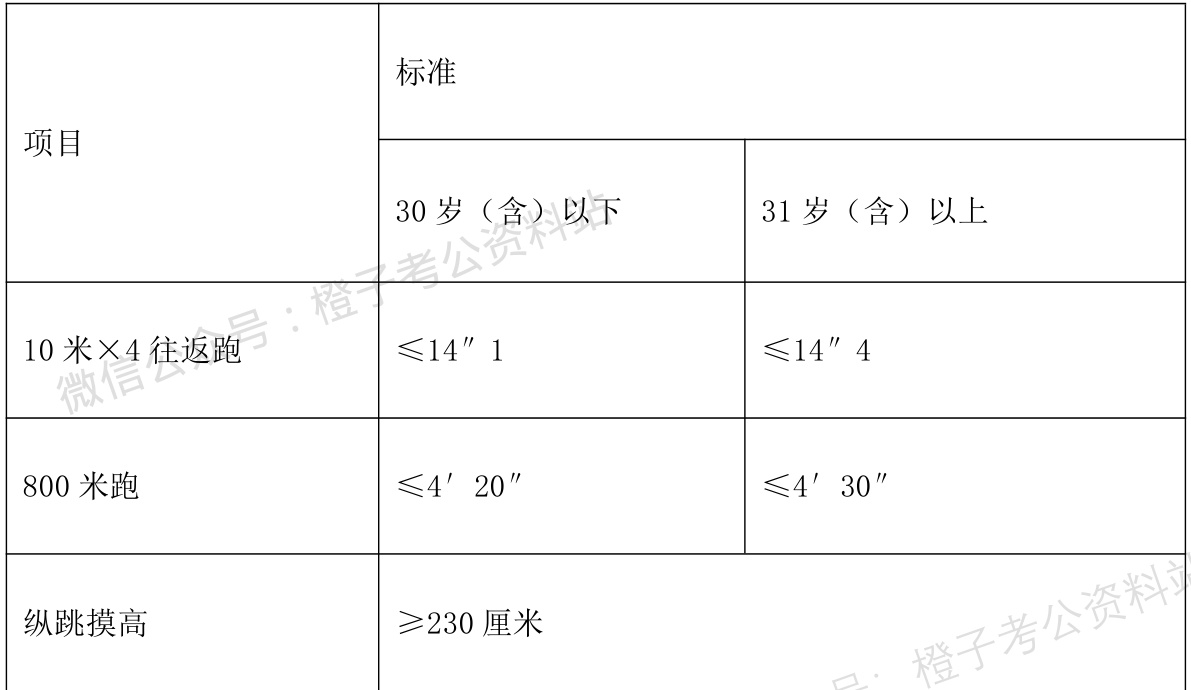 项目
标准
30 岁（含）以下
31 岁（含）以上
10 米×4 往返跑
≤14″1
≤14″4
800 米跑
≤4′20″
≤4′30″
纵跳摸高
≥230 厘米
微信公众号：橙子考公资料站
号：橙子考公资料站